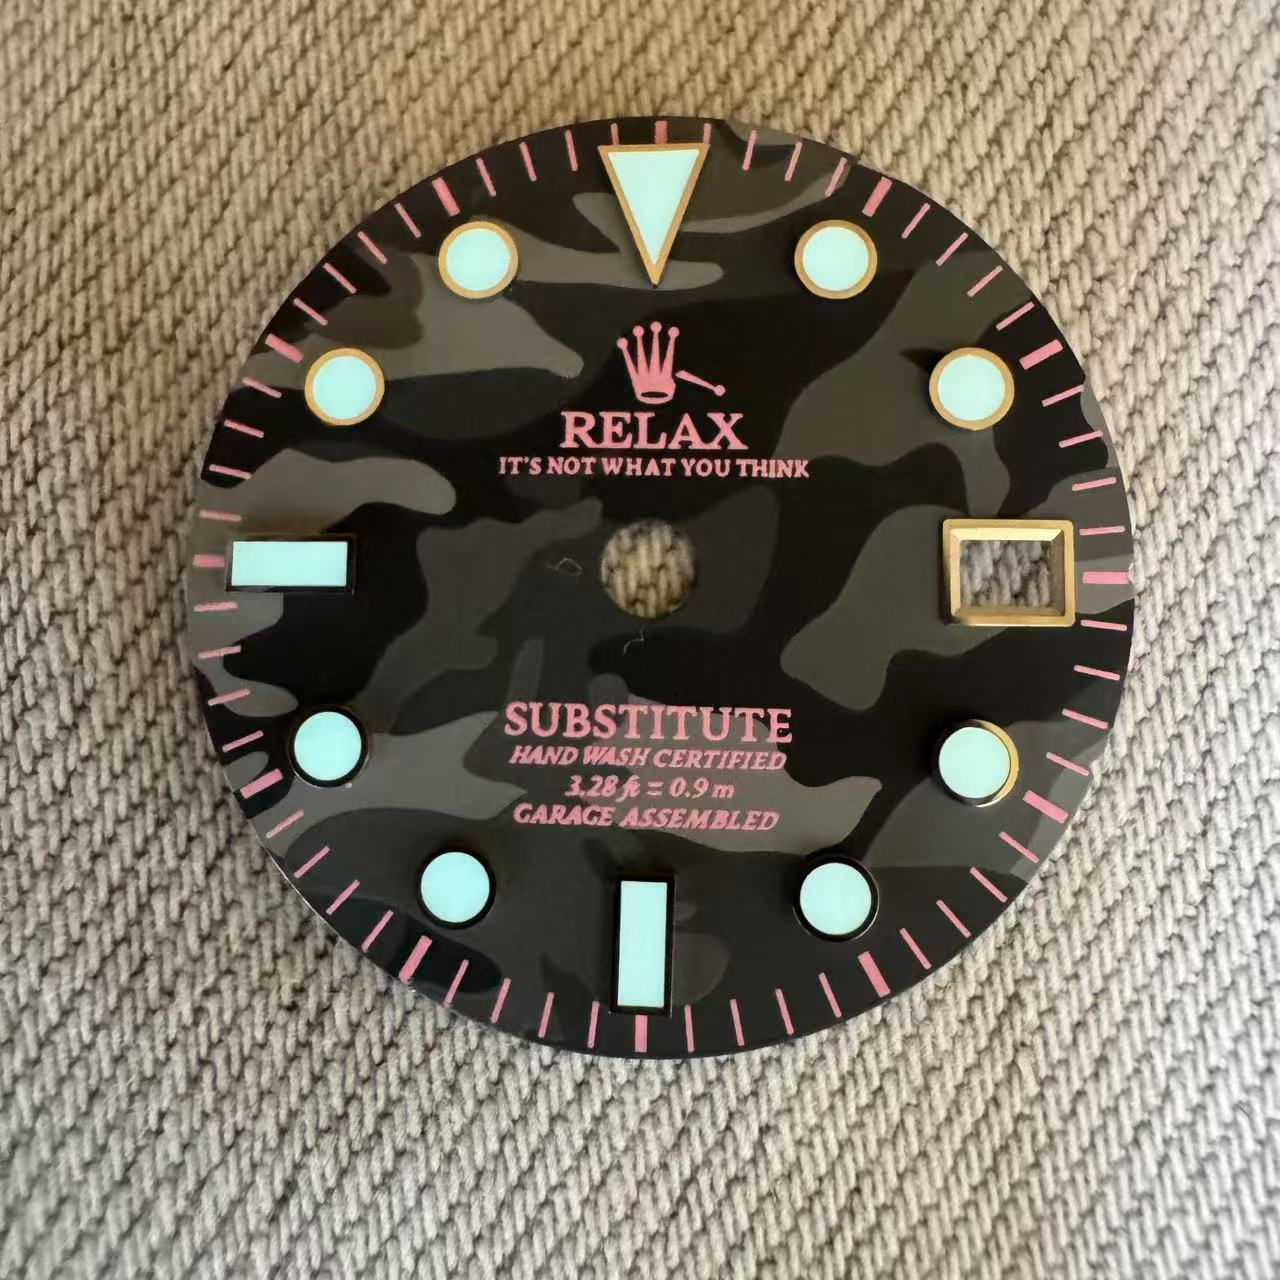 RELAX
IT'S NOT WHAT YOU THINK
SUBSTITUTE
HAND WASH CERTIFIED
3.28 ft = 0.9 m
GARAGE ASSEMBLED